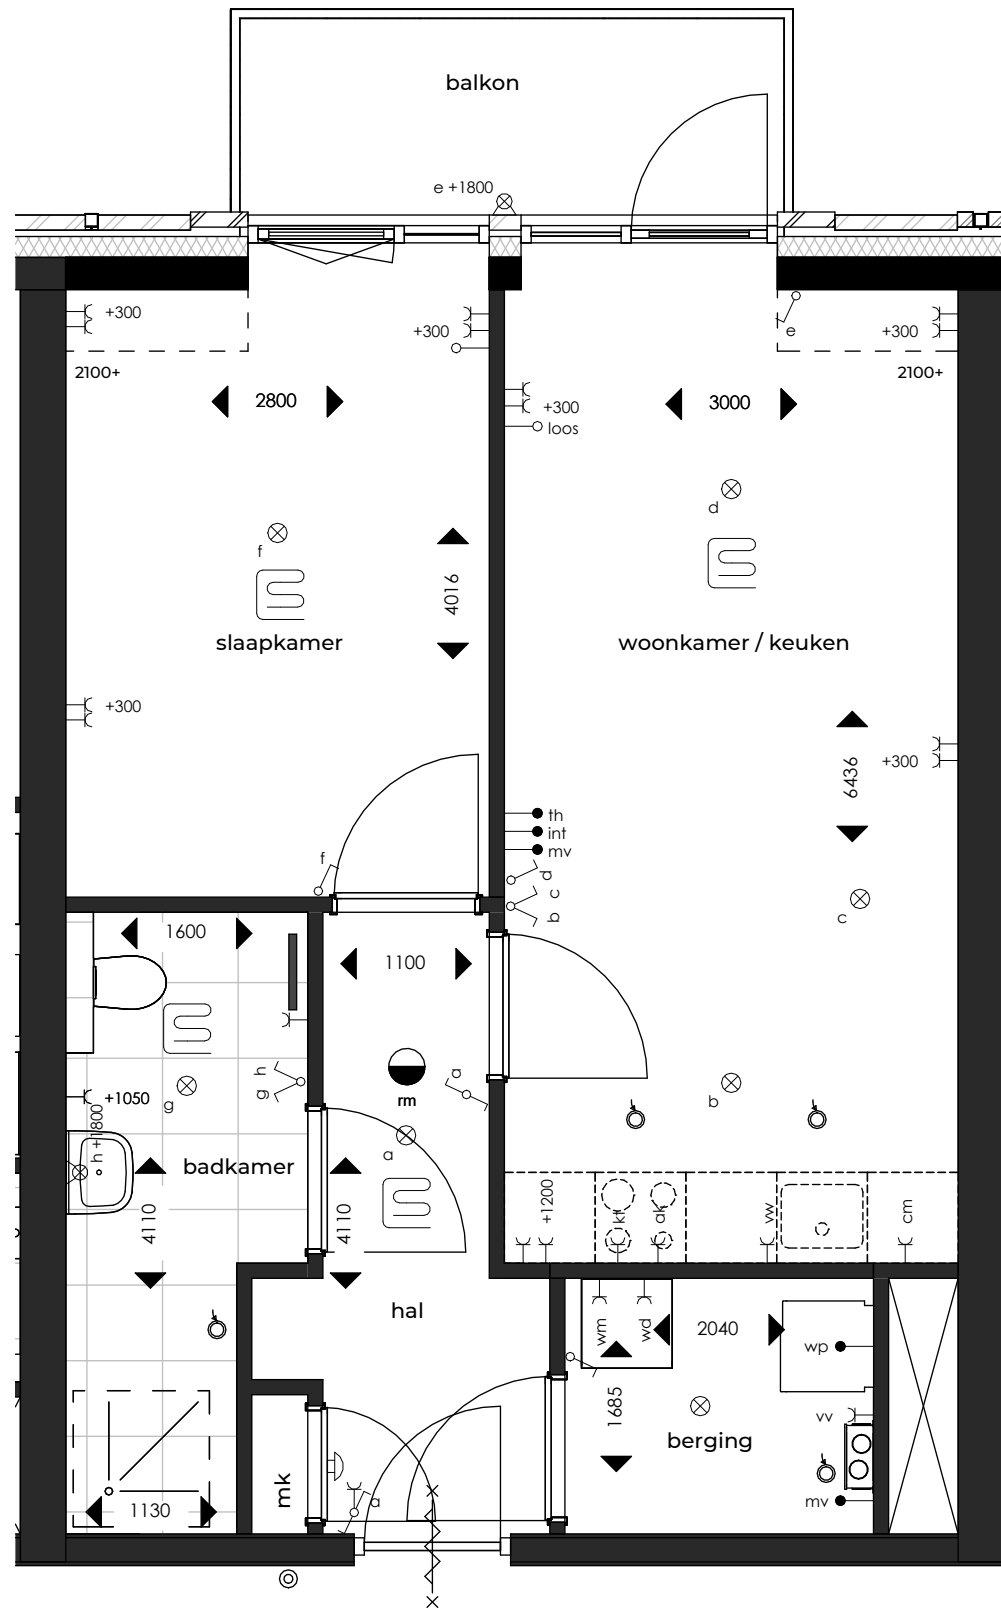 balkon
e +1800
+300
+300
e
+300
2100+
2100+
2800
3000
+300
loos
d
f
4016
slaapkamer
woonkamer / keuken
+300
+300
6436
th
int
mv
f
d
c
b
c
1600
1100
h
g
a
rm
+1050
g
h +1800
b
a
badkamer
4110
4110
+1200
kt
ak
vw
cm
hal
wm
wd
2040
wp
1685
vv
berging
mk
a
mv
1130